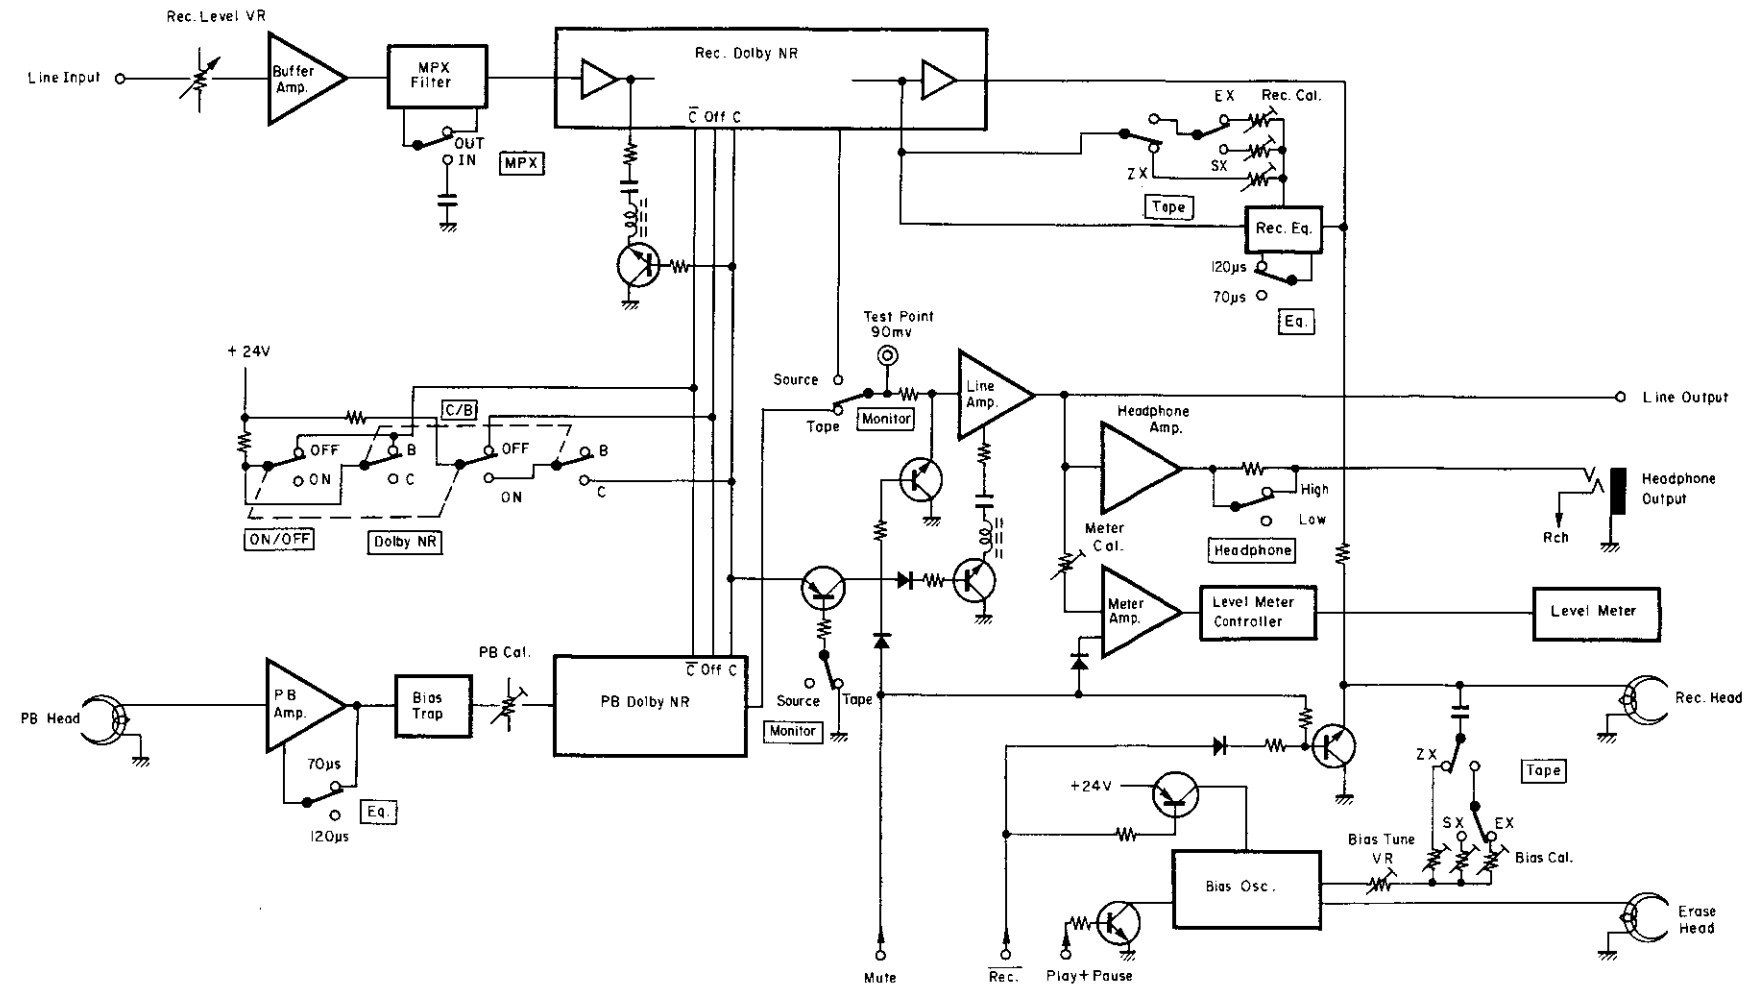 Rec. Level VR
Line Input
Buffer
Amp.
MPX
Filter
OUT
IN
MPX
Rec. Dolby NR
C Off C
EX
Rec. Cal.
SX
ZX
Tape
Rec. Eq.
120µs
70µs
Eq.
+ 24V
C/B
OFF
ON
B
C
OFF
ON
B
C
ON/OFF
Dolby NR
Test Point
90mv
Source
Tape
Monitor
Line
Amp.
Line Output
Headphone
Amp.
High
Low
Headphone
Headphone
Output
Rch
Meter
Cal.
Meter
Amp.
Level Meter
Controller
Level Meter
PB Head
PB
Amp.
70µs
120µs
Eq.
Bias
Trap
PB Cal.
C Off C
PB Dolby NR
Source
Tape
Monitor
Rec. Head
ZX
Tape
SX
EX
Bias Cal.
Bias Tune
VR
+24V
Bias Osc.
Erase
Head
Mute
Rec.
Play+Pause